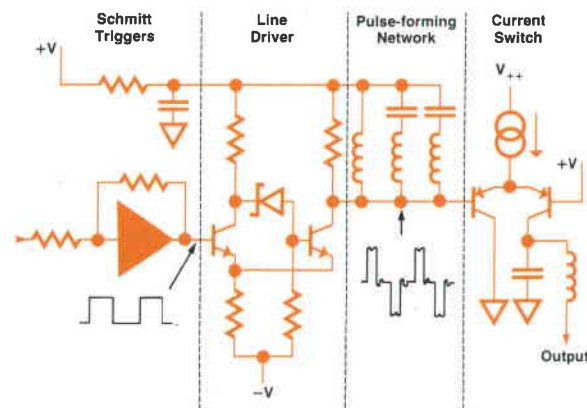 Schmitt
Triggers
Line
Driver
Pulse-forming
Network
Current
Switch
+V
V++
+V
−V
Output